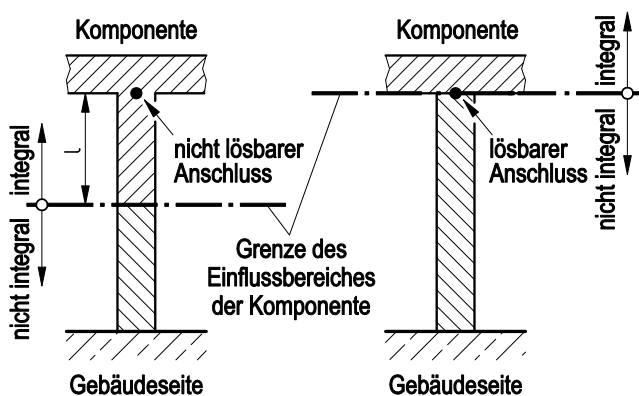 Komponente
Komponente
integral
nicht integral
l
nicht lösbarer
Anschluss
lösbarer
Anschluss
integral
nicht integral
Grenze des
Einflussbereiches
der Komponente
Gebäudeseite
Gebäudeseite